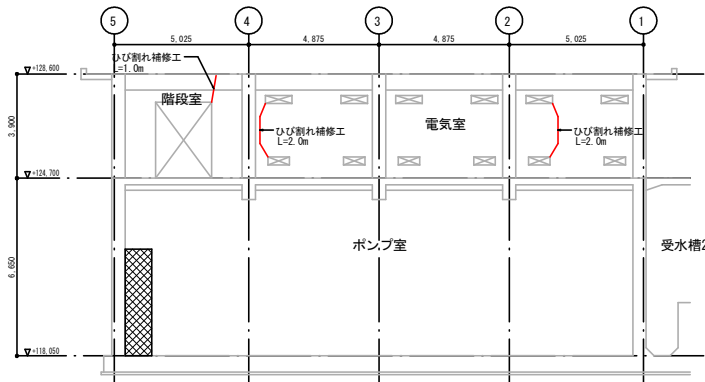 5
4
3
2
1
5,025
4,875
4,875
5,025
ひび割れ補修工
L=1.0m
+128,600
階段室
3,900
電気室
ひび割れ補修工
L=2.0m
ひび割れ補修工
L=2.0m
+124,700
ポンプ室
受水槽2
6,650
+118,050